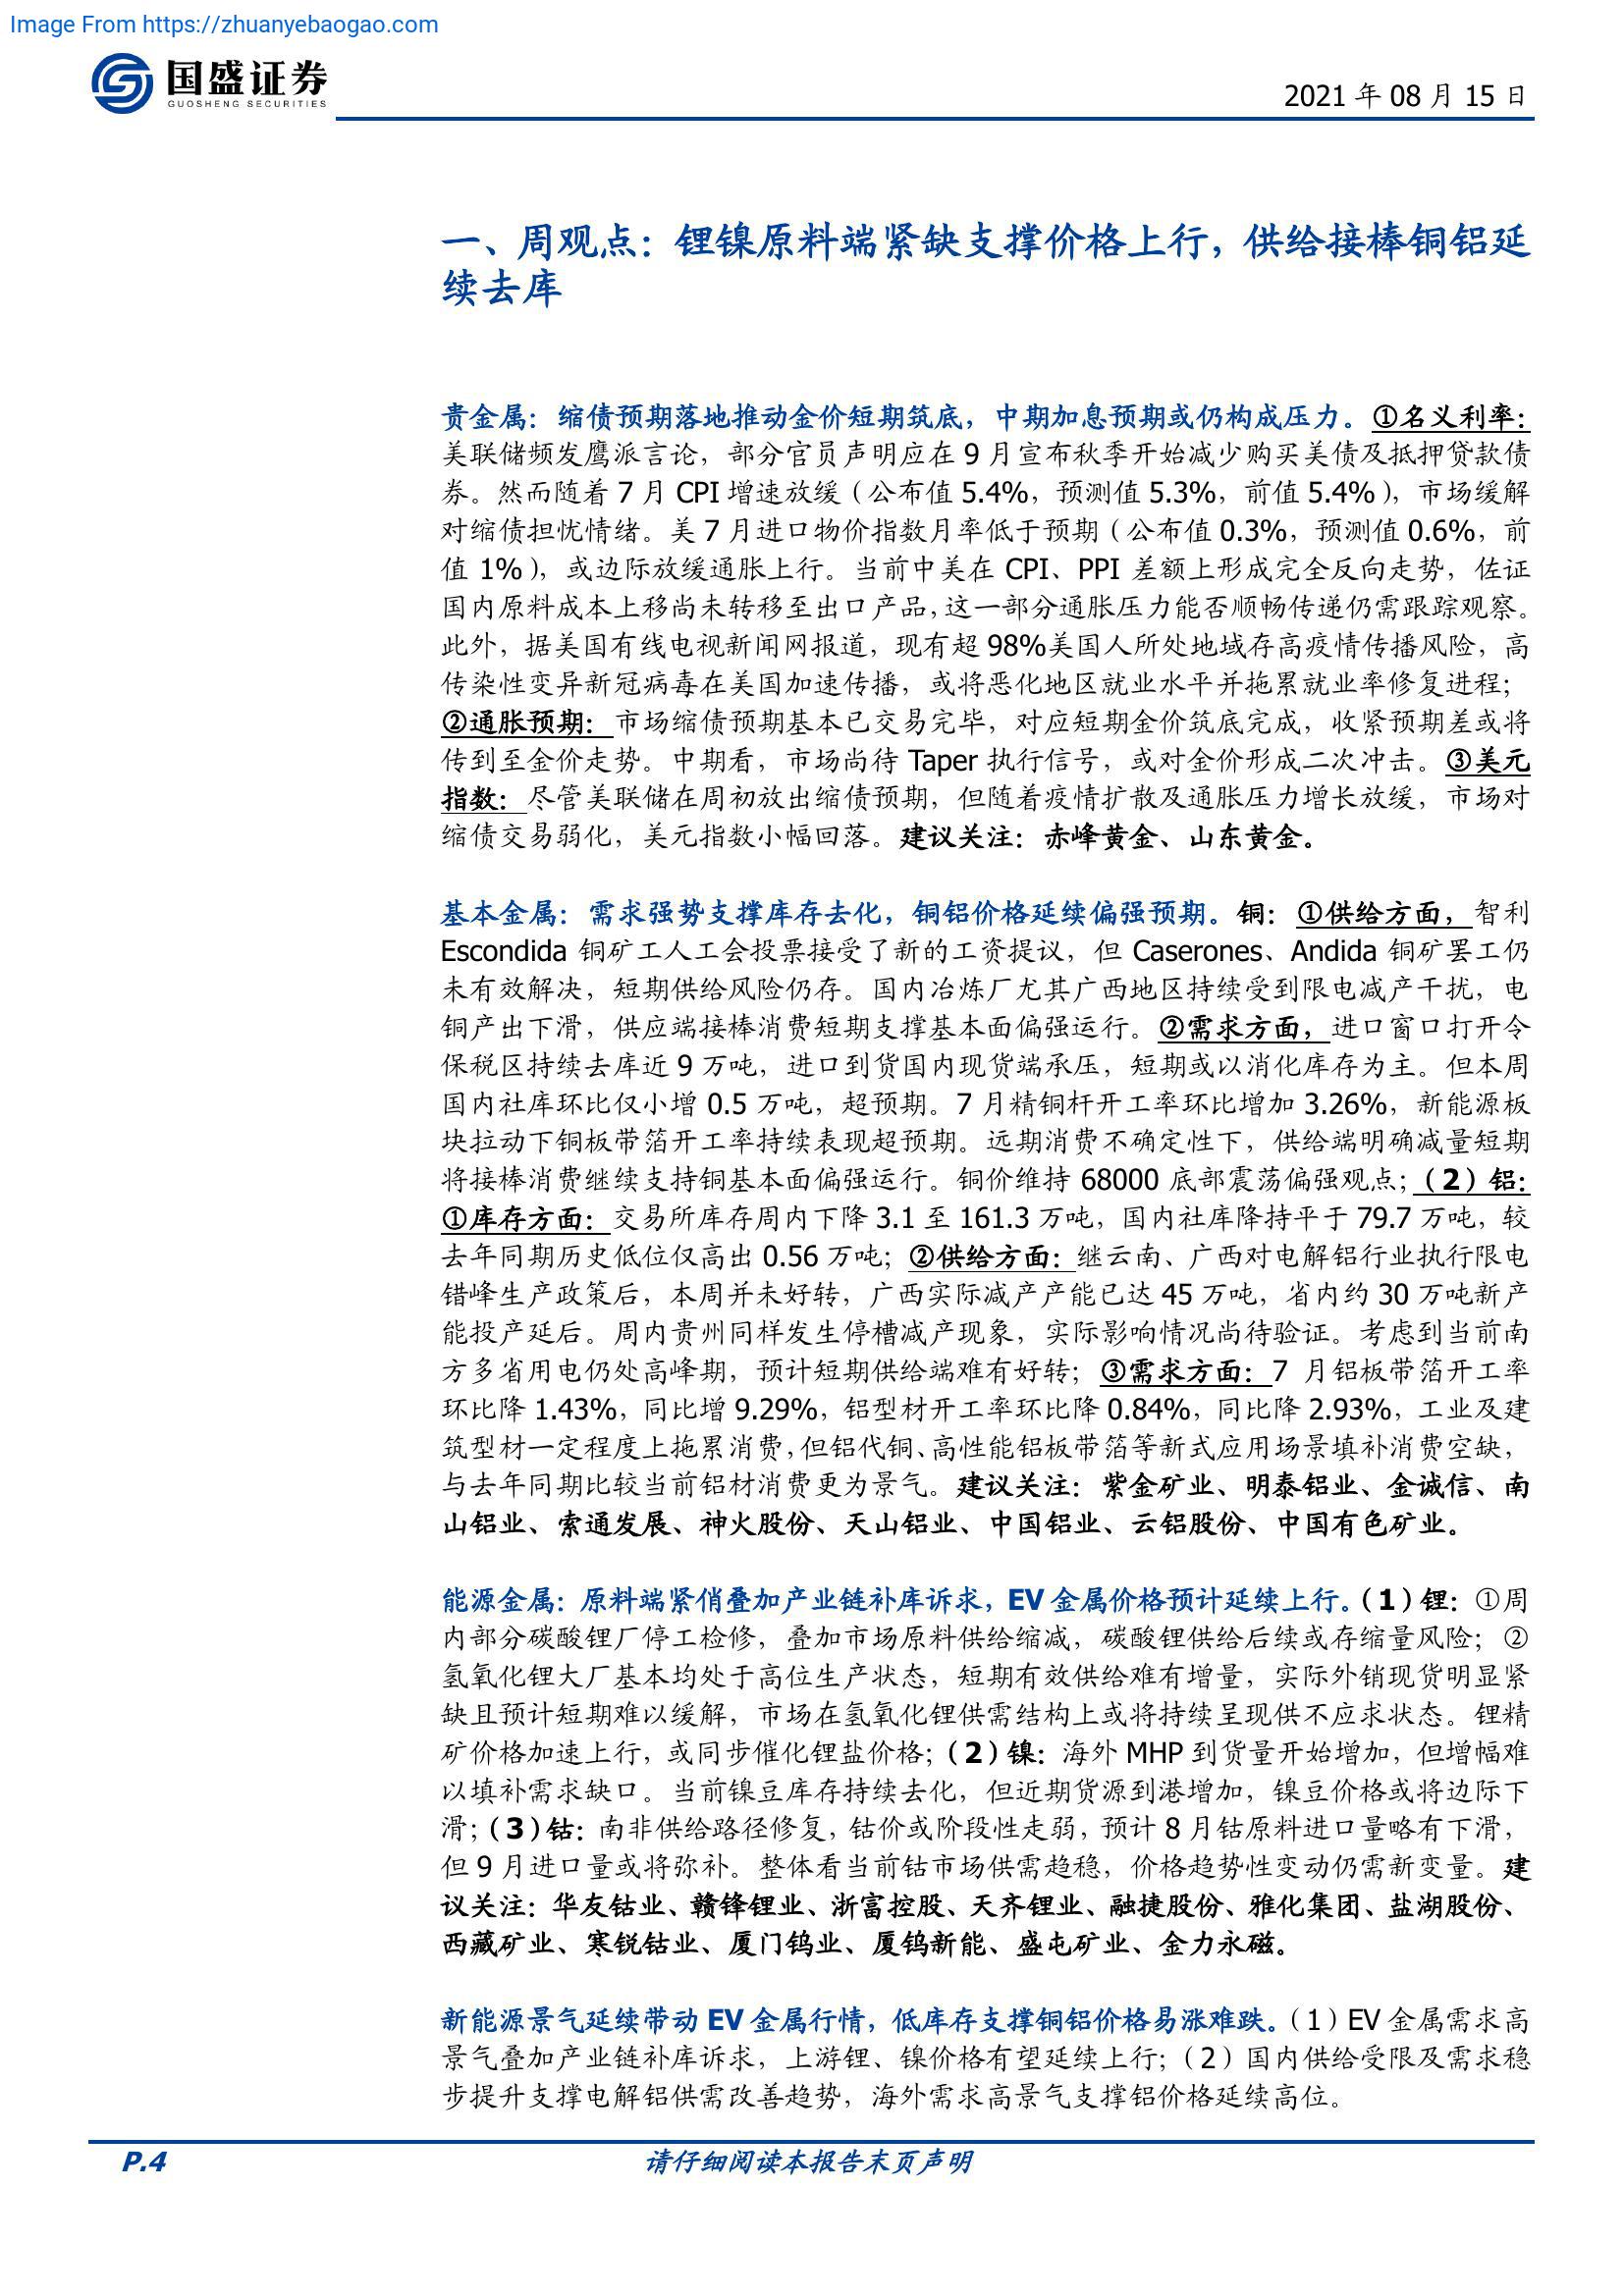 Image From https://zhuanyebaogao.com
国盛证券
GUOSHENG SECURITIES
2021 年 08 月 15 日
一、周观点：锂镍原料端紧缺支撑价格上行，供给接棒铜铝延
续去库
贵金属：缩债预期落地推动金价短期筑底，中期加息预期或仍构成压力。①名义利率：
美联储频发鹰派言论，部分官员声明应在 9 月宣布秋季开始减少购买美债及抵押贷款债
券。然而随着 7 月 CPI 增速放缓（公布值 5.4%，预测值 5.3%，前值 5.4%），市场缓解
对缩债担忧情绪。美 7 月进口物价指数月率低于预期（公布值 0.3%，预测值 0.6%，前
值 1%），或边际放缓通胀上行。当前中美在 CPI、PPI 差额上形成完全反向走势，佐证
国内原料成本上移尚未转移至出口产品，这一部分通胀压力能否顺畅传递仍需跟踪观察。
此外，据美国有线电视新闻网报道，现有超 98%美国人所处地域存高疫情传播风险，高
传染性变异新冠病毒在美国加速传播，或将恶化地区就业水平并拖累就业率修复进程；
②通胀预期：市场缩债预期基本已交易完毕，对应短期金价筑底完成，收紧预期差或将
传到至金价走势。中期看，市场尚待 Taper 执行信号，或对金价形成二次冲击。③美元
指数：尽管美联储在周初放出缩债预期，但随着疫情扩散及通胀压力增长放缓，市场对
缩债交易弱化，美元指数小幅回落。建议关注：赤峰黄金、山东黄金。
基本金属：需求强势支撑库存去化，铜铝价格延续偏强预期。铜：①供给方面，智利
Escondida 铜矿工人工会投票接受了新的工资提议，但 Caserones、Andida 铜矿罢工仍
未有效解决，短期供给风险仍存。国内冶炼厂尤其广西地区持续受到限电减产干扰，电
铜产出下滑，供应端接棒消费短期支撑基本面偏强运行。②需求方面，进口窗口打开令
保税区持续去库近 9 万吨，进口到货国内现货端承压，短期或以消化库存为主。但本周
国内社库环比仅小增 0.5 万吨，超预期。7 月精铜杆开工率环比增加 3.26%，新能源板
块拉动下铜板带箔开工率持续表现超预期。远期消费不确定性下，供给端明确减量短期
将接棒消费继续支持铜基本面偏强运行。铜价维持 68000 底部震荡偏强观点；（2）铝：
①库存方面：交易所库存周内下降 3.1 至 161.3 万吨，国内社库降持平于 79.7 万吨，较
去年同期历史低位仅高出 0.56 万吨；②供给方面：继云南、广西对电解铝行业执行限电
错峰生产政策后，本周并未好转，广西实际减产产能已达 45 万吨，省内约 30 万吨新产
能投产延后。周内贵州同样发生停槽减产现象，实际影响情况尚待验证。考虑到当前南
方多省用电仍处高峰期，预计短期供给端难有好转；③需求方面：7 月铝板带箔开工率
环比降 1.43%，同比增 9.29%，铝型材开工率环比降 0.84%，同比降 2.93%，工业及建
筑型材一定程度上拖累消费，但铝代铜、高性能铝板带箔等新式应用场景填补消费空缺，
与去年同期比较当前铝材消费更为景气。建议关注：紫金矿业、明泰铝业、金诚信、南
山铝业、索通发展、神火股份、天山铝业、中国铝业、云铝股份、中国有色矿业。
能源金属：原料端紧俏叠加产业链补库诉求，EV 金属价格预计延续上行。（1）锂：①周
内部分碳酸锂厂停工检修，叠加市场原料供给缩减，碳酸锂供给后续或存缩量风险；②
氢氧化锂大厂基本均处于高位生产状态，短期有效供给难有增量，实际外销现货明显紧
缺且预计短期难以缓解，市场在氢氧化锂供需结构上或将持续呈现供不应求状态。锂精
矿价格加速上行，或同步催化锂盐价格；（2）镍：海外 MHP 到货量开始增加，但增幅难
以填补需求缺口。当前镍豆库存持续去化，但近期货源到港增加，镍豆价格或将边际下
滑；（3）钴：南非供给路径修复，钴价或阶段性走弱，预计 8 月钴原料进口量略有下滑，
但 9 月进口量或将弥补。整体看当前钴市场供需趋稳，价格趋势性变动仍需新变量。建
议关注：华友钴业、赣锋锂业、浙富控股、天齐锂业、融捷股份、雅化集团、盐湖股份、
西藏矿业、寒锐钴业、厦门钨业、厦钨新能、盛屯矿业、金力永磁。
新能源景气延续带动 EV 金属行情，低库存支撑铜铝价格易涨难跌。（1）EV 金属需求高
景气叠加产业链补库诉求，上游锂、镍价格有望延续上行；（2）国内供给受限及需求稳
步提升支撑电解铝供需改善趋势，海外需求高景气支撑铝价格延续高位。
P.4
请仔细阅读本报告末页声明